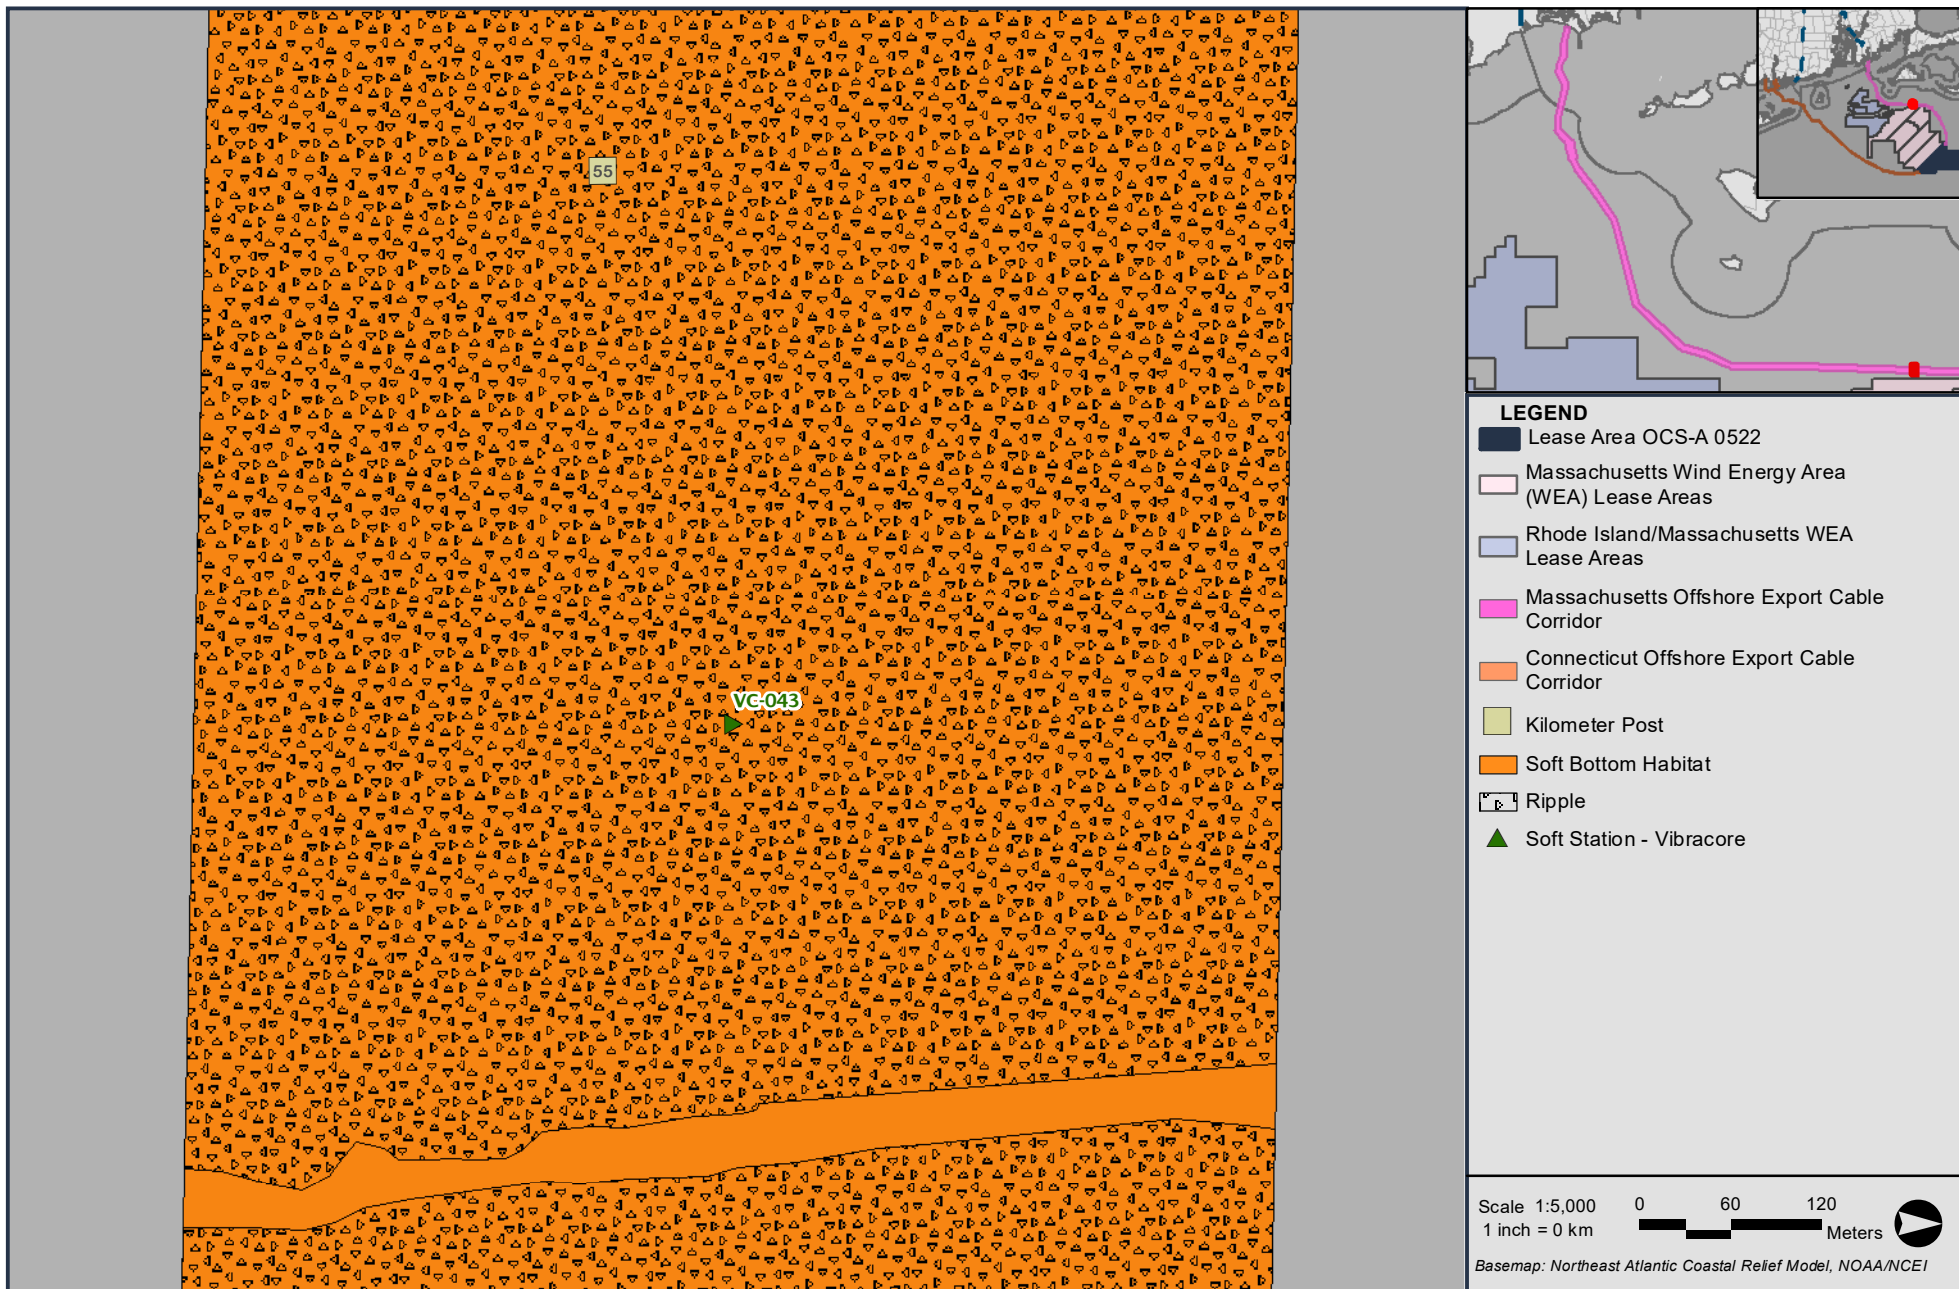 55
VC-043
LEGEND
Lease Area OCS-A 0522
Massachusetts Wind Energy Area
(WEA) Lease Areas
Rhode Island/Massachusetts WEA
Lease Areas
Massachusetts Offshore Export Cable
Corridor
Connecticut Offshore Export Cable
Corridor
Kilometer Post
Soft Bottom Habitat
Ripple
Soft Station - Vibracore
Scale 1:5,000
1 inch = 0 km
0 60 120
Meters
Basemap: Northeast Atlantic Coastal Relief Model, NOAA/NCEI